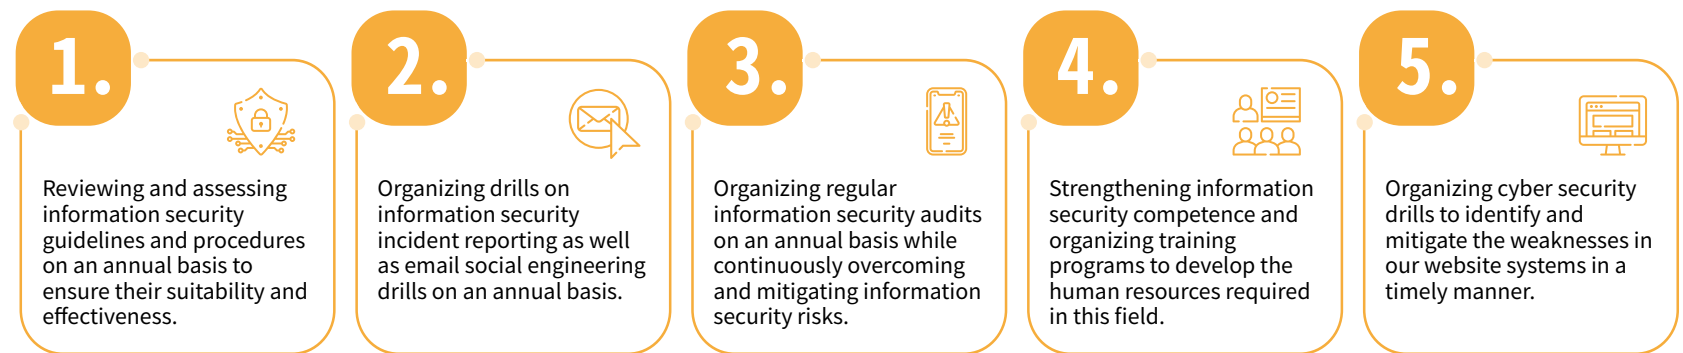 1.
Reviewing and assessing
information security
guidelines and procedures
on an annual basis to
ensure their suitability and
effectiveness.
2.
Organizing drills on
information security
incident reporting as well
as email social engineering
drills on an annual basis.
3.
Organizing regular
information security audits
on an annual basis while
continuously overcoming
and mitigating information
security risks.
4.
Strengthening information
security competence and
organizing training
programs to develop the
human resources required
in this field.
5.
Organizing cyber security
drills to identify and
mitigate the weaknesses in
our website systems in a
timely manner.